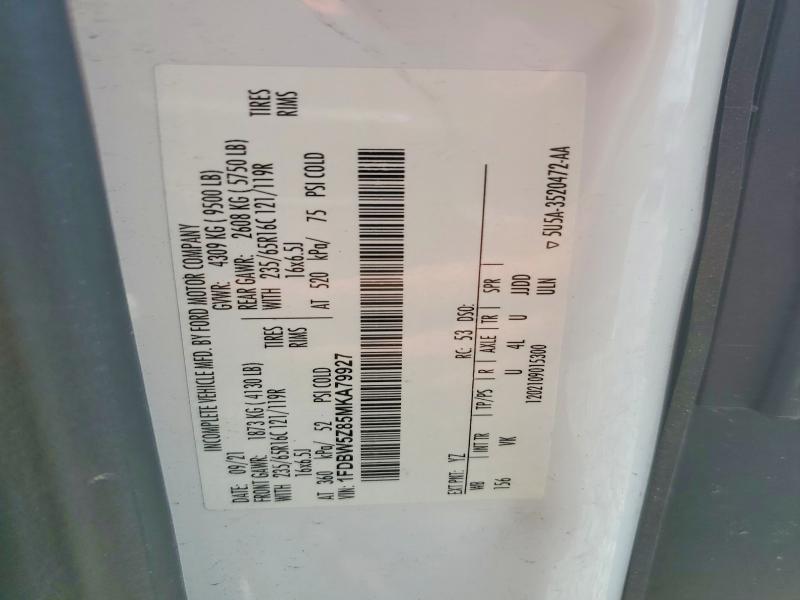 INCOMPLETE VEHICLE MFD. BY FORD MOTOR COMPANY
DATE: 09/21 GVWR: 4309 KG (9500 LB)
FRONT GAWR: 1873 KG (4130 LB) REAR GAWR: 2608 KG (5750 LB)
WITH 235/65R16C 121/119R TIRES WITH 235/65R16C 121/119R TIRES
16x6.5J RIMS 16x6.5J RIMS
AT 360 kPa/ 52 PSI COLD AT 520 kPa/ 75 PSI COLD
VIN: 1FDBW5Z85MKA79927
EXT PNT: YZ RC: 53 DSO:
WB INT TR TP/PS R AXLE TR SPR
156 VK U 4L U JJDD
1202109015300 ULN
▽ 5U5A-3520472-AA